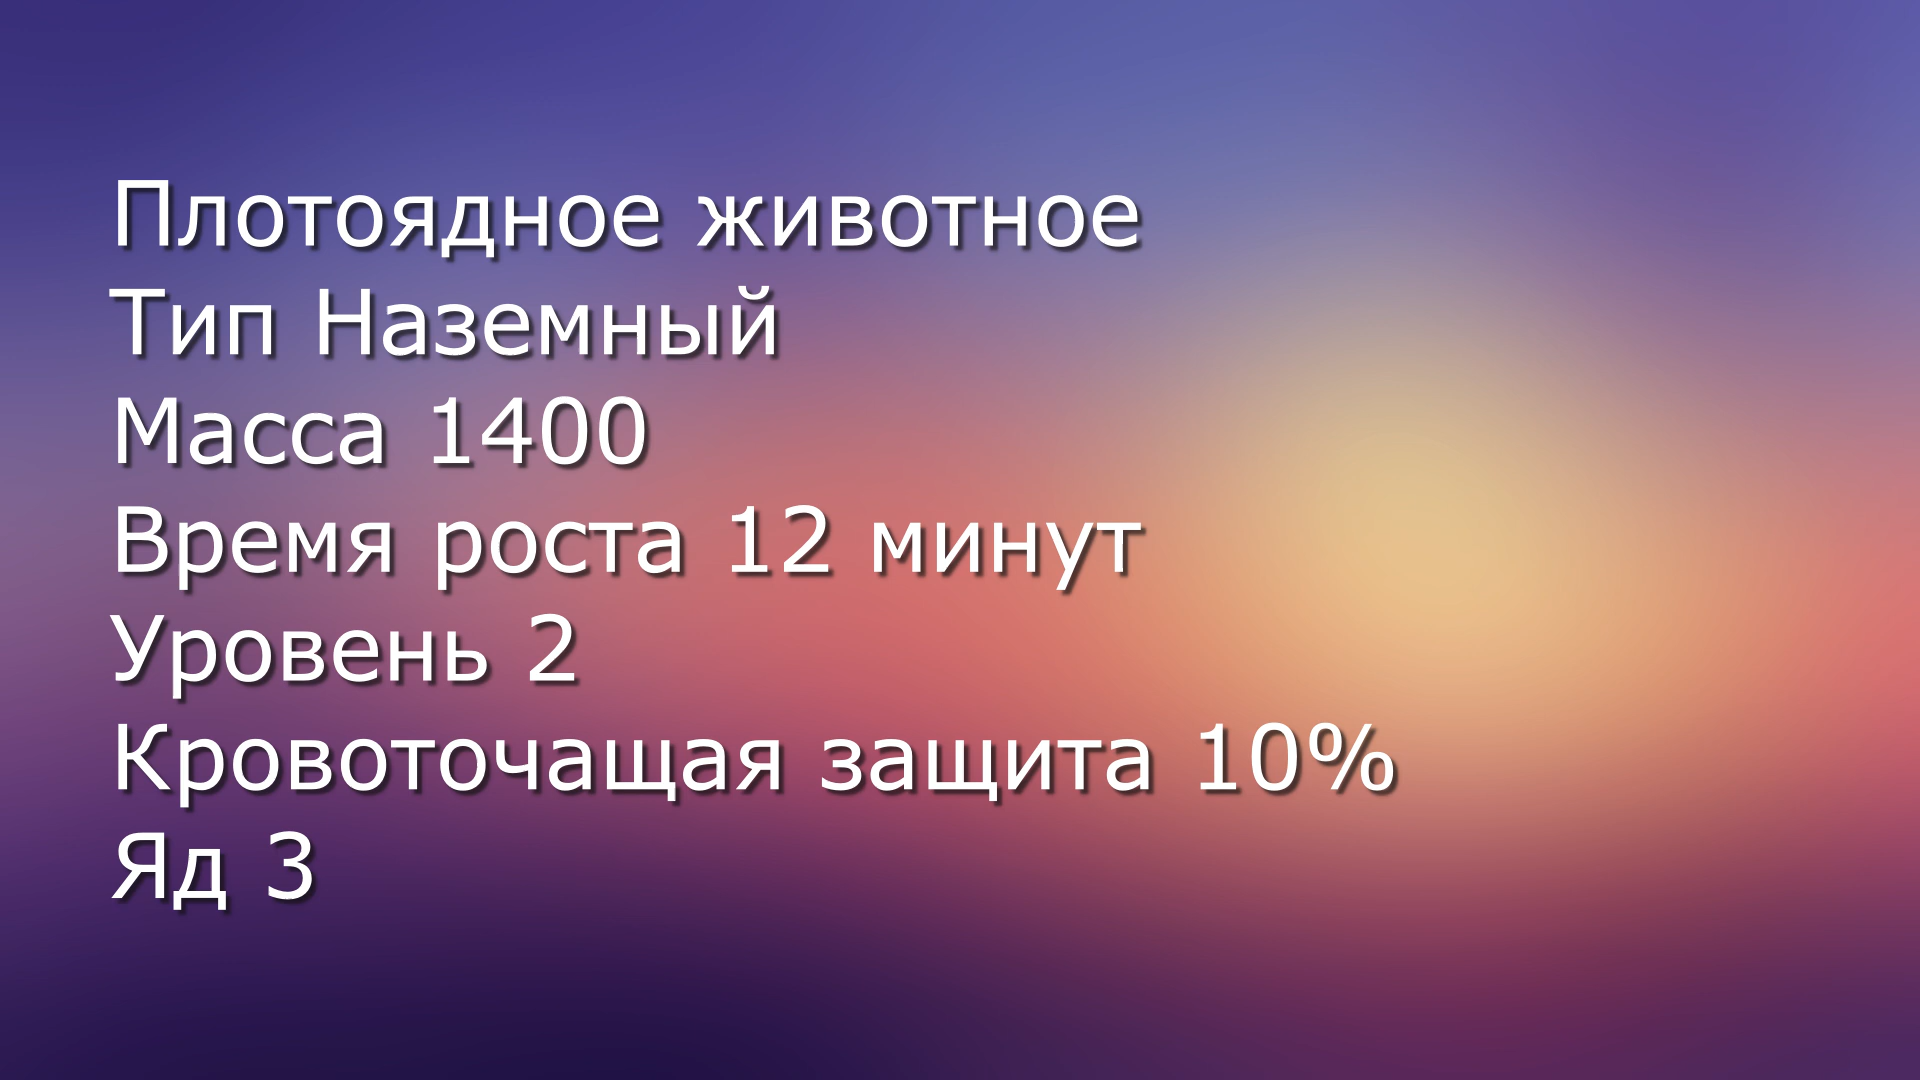 Плотоядное животное
Тип Наземный
Масса 1400
Время роста 12 минут
Уровень 2
Кровоточащая защита 10%
Яд 3